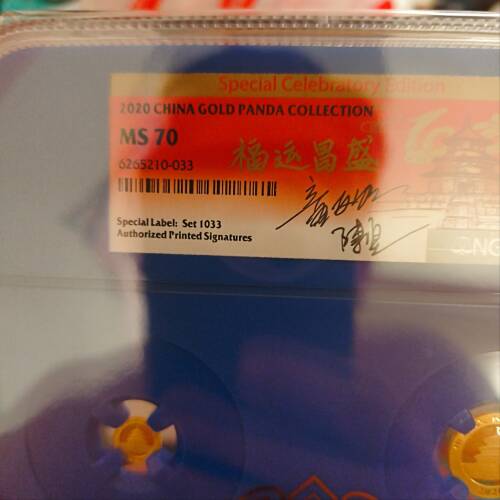 Special Celebratory Edition
2020 CHINA GOLD PANDA COLLECTION
MS 70
6265210-033
福运昌盛
Special Label: Set 1033
Authorized Printed Signatures